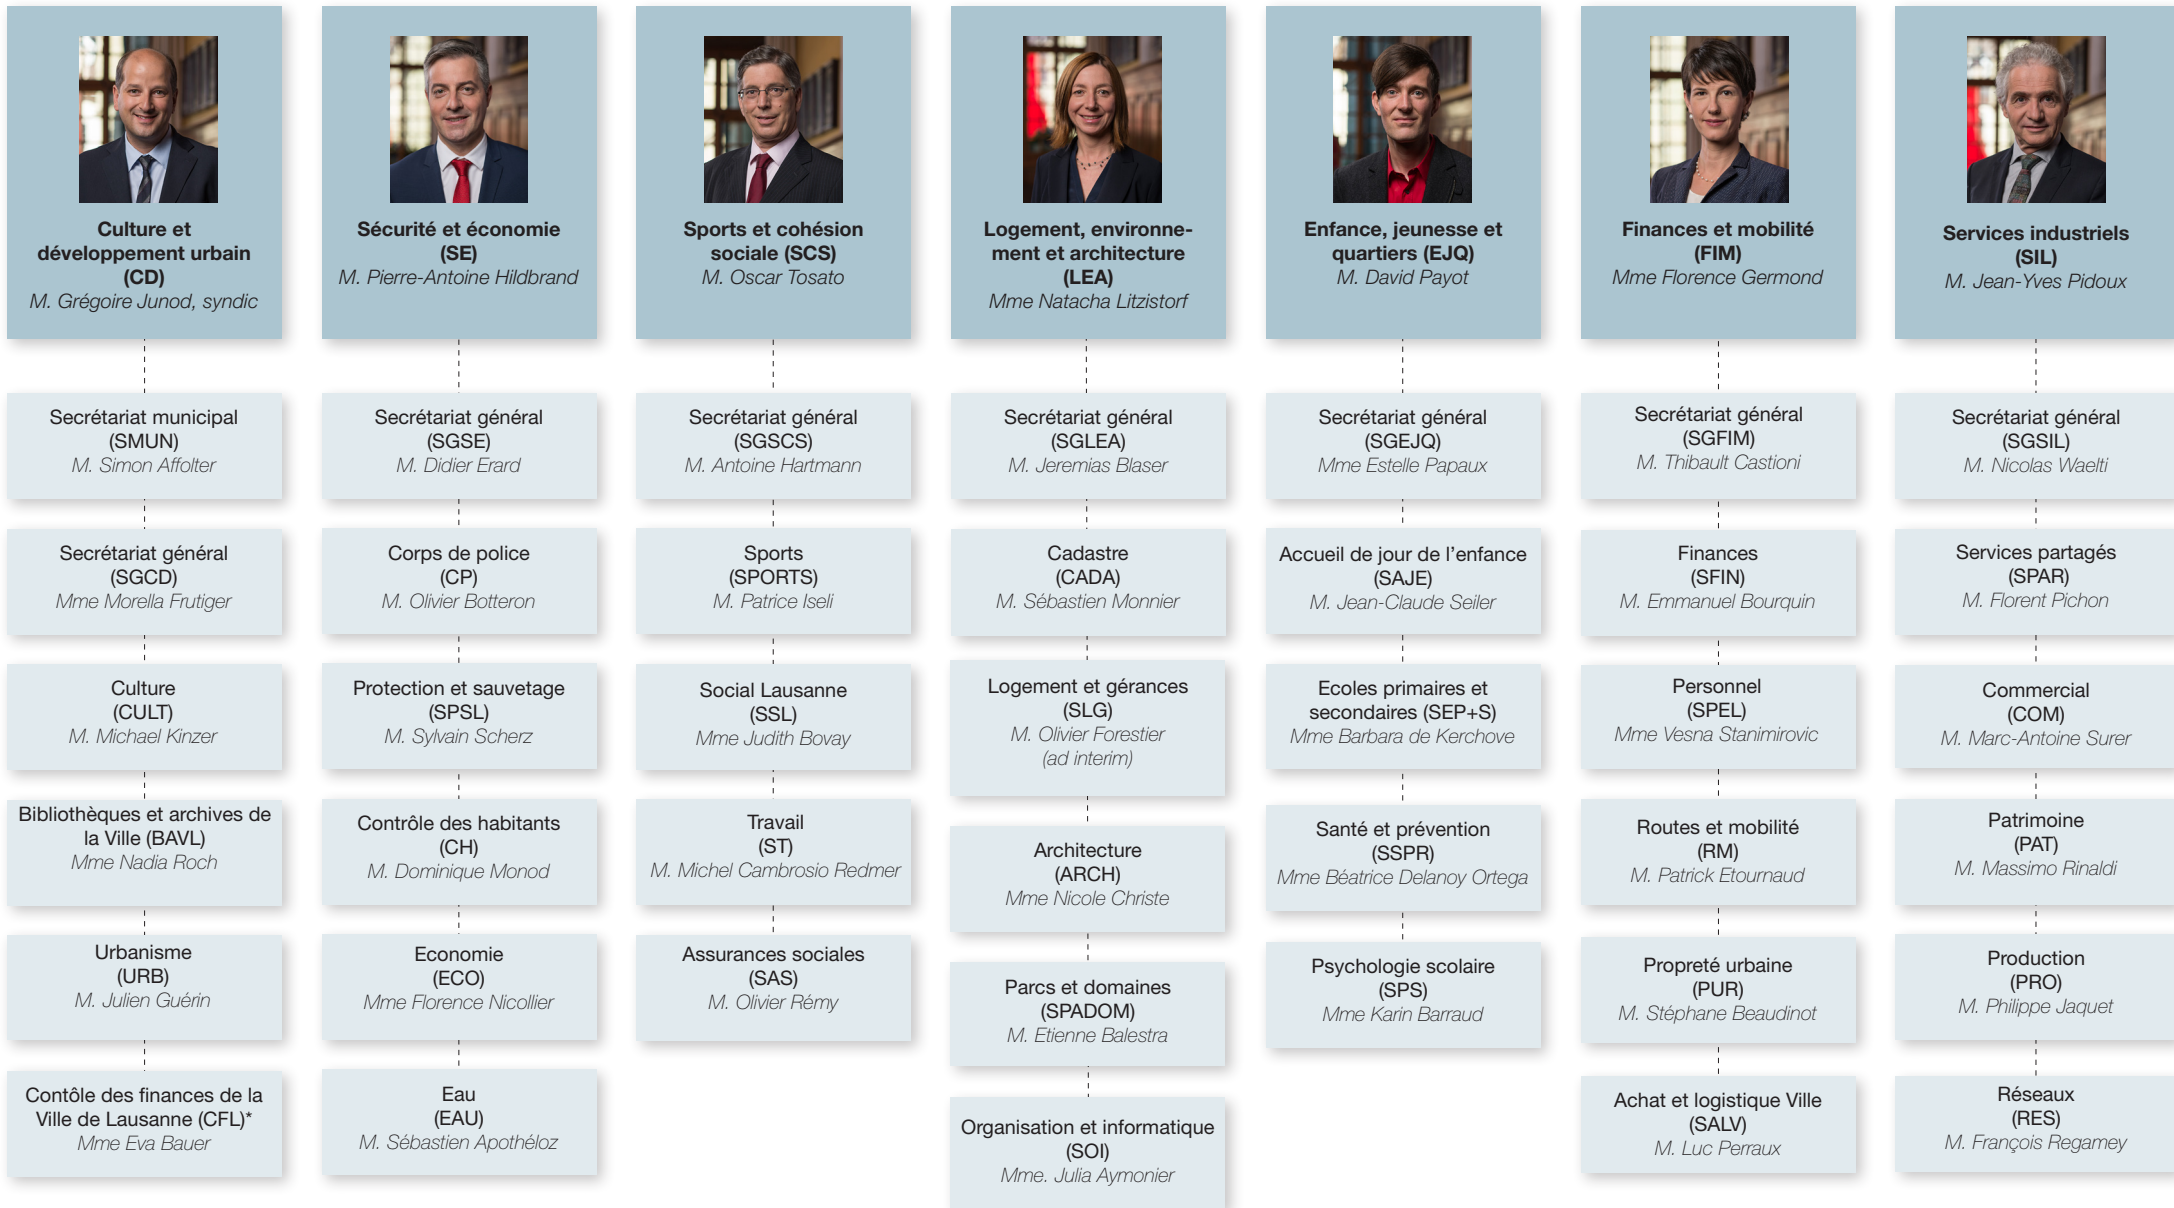 Culture et
développement urbain
(CD)
M. Grégoire Junod, syndic
Secrétariat municipal
(SMUN)
M. Simon Affolter
Secrétariat général
(SGCD)
Mme Morella Frutiger
Culture
(CULT)
M. Michael Kinzer
Bibliothèques et archives de
la Ville (BAVL)
Mme Nadia Roch
Urbanisme
(URB)
M. Julien Guérin
Contôle des finances de la
Ville de Lausanne (CFL)*
Mme Eva Bauer
Sécurité et économie
(SE)
M. Pierre-Antoine Hildbrand
Secrétariat général
(SGSE)
M. Didier Erard
Corps de police
(CP)
M. Olivier Botteron
Protection et sauvetage
(SPSL)
M. Sylvain Scherz
Contrôle des habitants
(CH)
M. Dominique Monod
Economie
(ECO)
Mme Florence Nicollier
Eau
(EAU)
M. Sébastien Apothéloz
Sports et cohésion
sociale (SCS)
M. Oscar Tosato
Secrétariat général
(SGSCS)
M. Antoine Hartmann
Sports
(SPORTS)
M. Patrice Iseli
Social Lausanne
(SSL)
Mme Judith Bovay
Travail
(ST)
M. Michel Cambrosio Redmer
Assurances sociales
(SAS)
M. Olivier Rémy
Logement, environne-
ment et architecture
(LEA)
Mme Natacha Litzistorf
Secrétariat général
(SGLEA)
M. Jeremias Blaser
Cadastre
(CADA)
M. Sébastien Monnier
Logement et gérances
(SLG)
M. Olivier Forestier
(ad interim)
Architecture
(ARCH)
Mme Nicole Christe
Parcs et domaines
(SPADOM)
M. Etienne Balestra
Organisation et informatique
(SOI)
Mme. Julia Aymonier
Enfance, jeunesse et
quartiers (EJQ)
M. David Payot
Secrétariat général
(SGEJQ)
Mme Estelle Papaux
Accueil de jour de l’enfance
(SAJE)
M. Jean-Claude Seiler
Ecoles primaires et
secondaires (SEP+S)
Mme Barbara de Kerchove
Santé et prévention
(SSPR)
Mme Béatrice Delanoy Ortega
Psychologie scolaire
(SPS)
Mme Karin Barraud
Finances et mobilité
(FIM)
Mme Florence Germond
Secrétariat général
(SGFIM)
M. Thibault Castioni
Finances
(SFIN)
M. Emmanuel Bourquin
Personnel
(SPEL)
Mme Vesna Stanimirovic
Routes et mobilité
(RM)
M. Patrick Etournaud
Propreté urbaine
(PUR)
M. Stéphane Beaudinot
Achat et logistique Ville
(SALV)
M. Luc Perraux
Services industriels
(SIL)
M. Jean-Yves Pidoux
Secrétariat général
(SGSIL)
M. Nicolas Waelti
Services partagés
(SPAR)
M. Florent Pichon
Commercial
(COM)
M. Marc-Antoine Surer
Patrimoine
(PAT)
M. Massimo Rinaldi
Production
(PRO)
M. Philippe Jaquet
Réseaux
(RES)
M. François Regamey